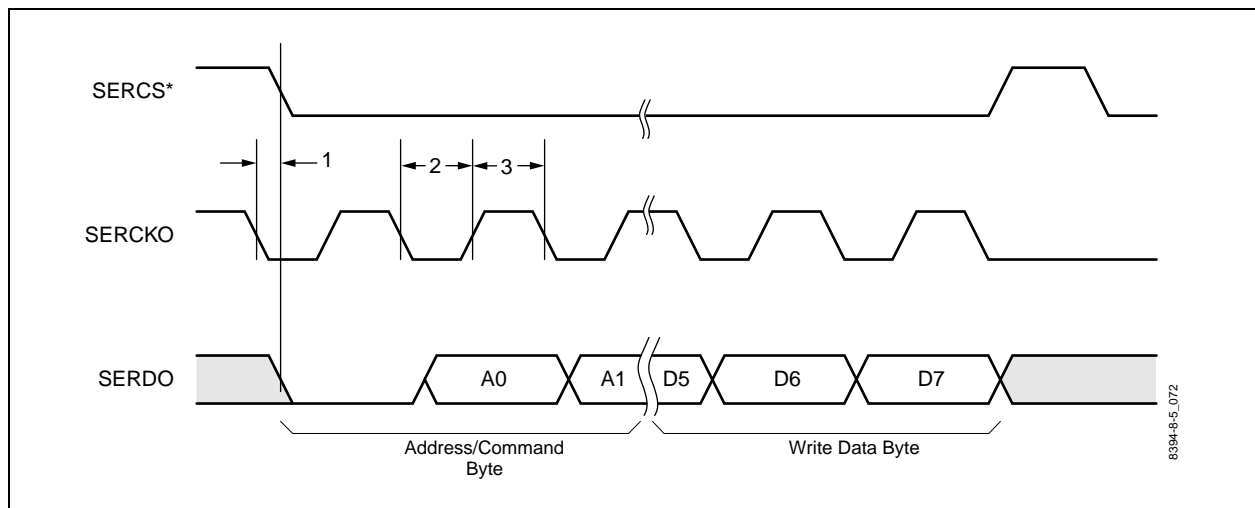 SERCS*
1
2
3
SERCKO
SERDO
A0
A1
D5
D6
D7
Address/Command
Byte
Write Data Byte
8394-8-5_072